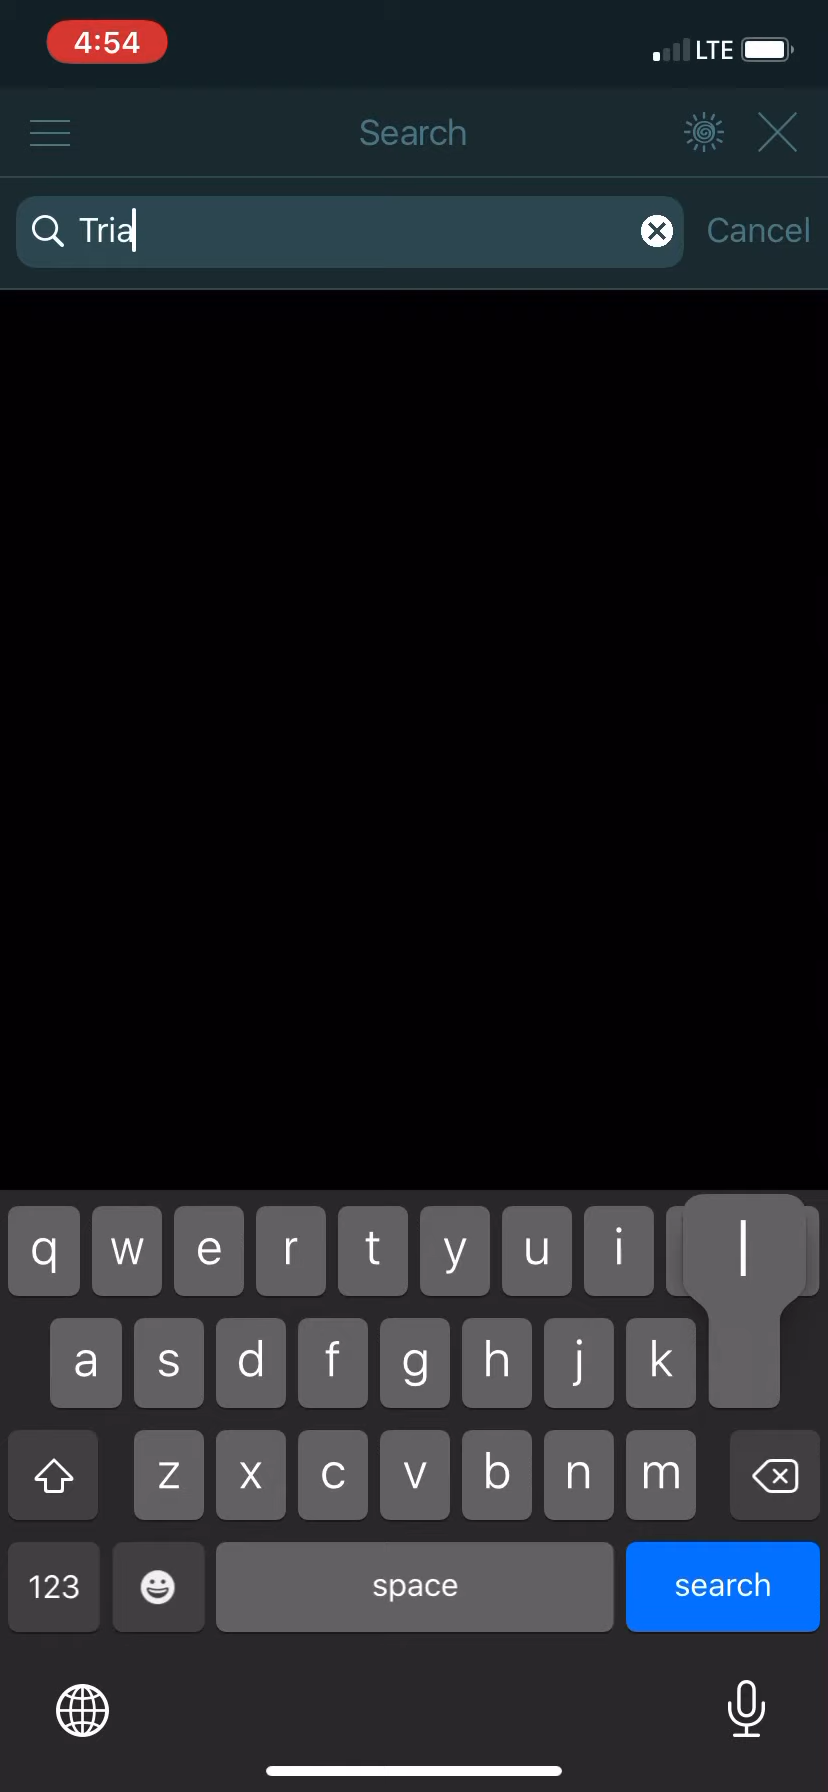 4:54
LTE
Search
Tria
Cancel
q w e r t y u i
l
a s d f g h j k
z x c v b n m
123
space
search